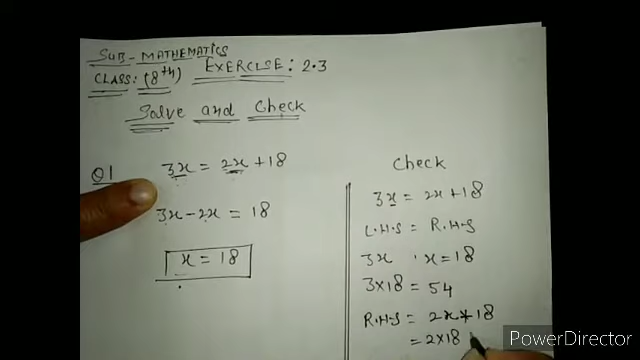 SUB- MATHEMATICS
CLASS: (8th) EXERCISE: 2.3
Solve and Check
Q1 3x = 2x + 18
3x - 2x = 18
x = 18
Check
3x = 2x + 18
L.H.S = R.H.S
3x x = 18
3×18 = 54
R.H.S = 2x + 18
= 2×18
PowerDirector